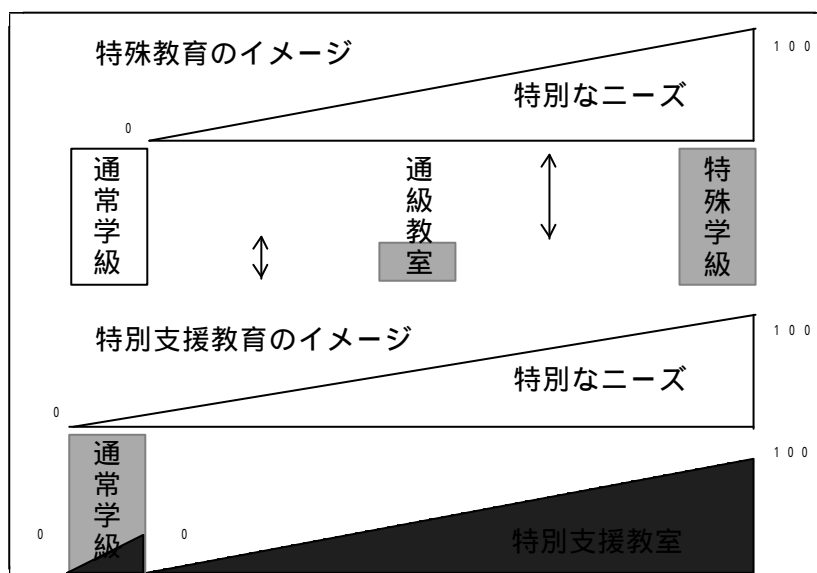 特殊教育のイメージ
100
特別なニーズ
0
通常学級
通級教室
特殊学級
特別支援教育のイメージ
100
特別なニーズ
0
通常学級
100
0
0
特別支援教室